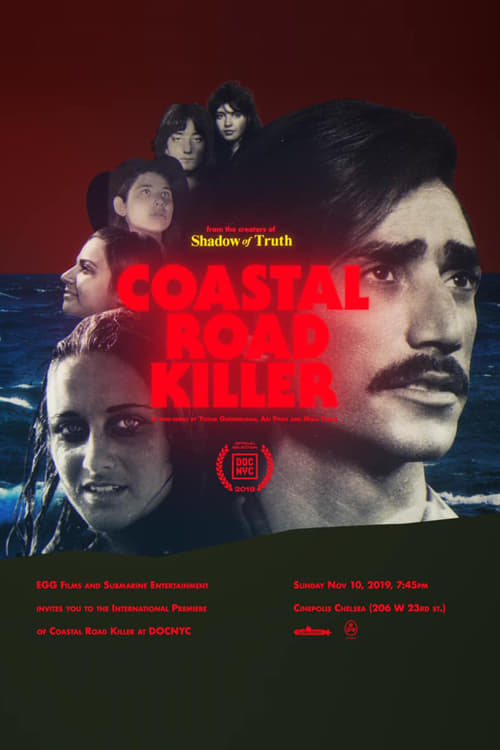 from the creators of
Shadow of Truth
COASTAL
ROAD
KILLER
OFFICIAL
SELECTION
DOC
NYC
2019
EGG Films and Submarine Entertainment
invites you to the International Premiere
of Coastal Road Killer at DOCNYC
Sunday Nov 10, 2019, 7:45pm
Cinepolis Chelsea (206 W 23rd st.)